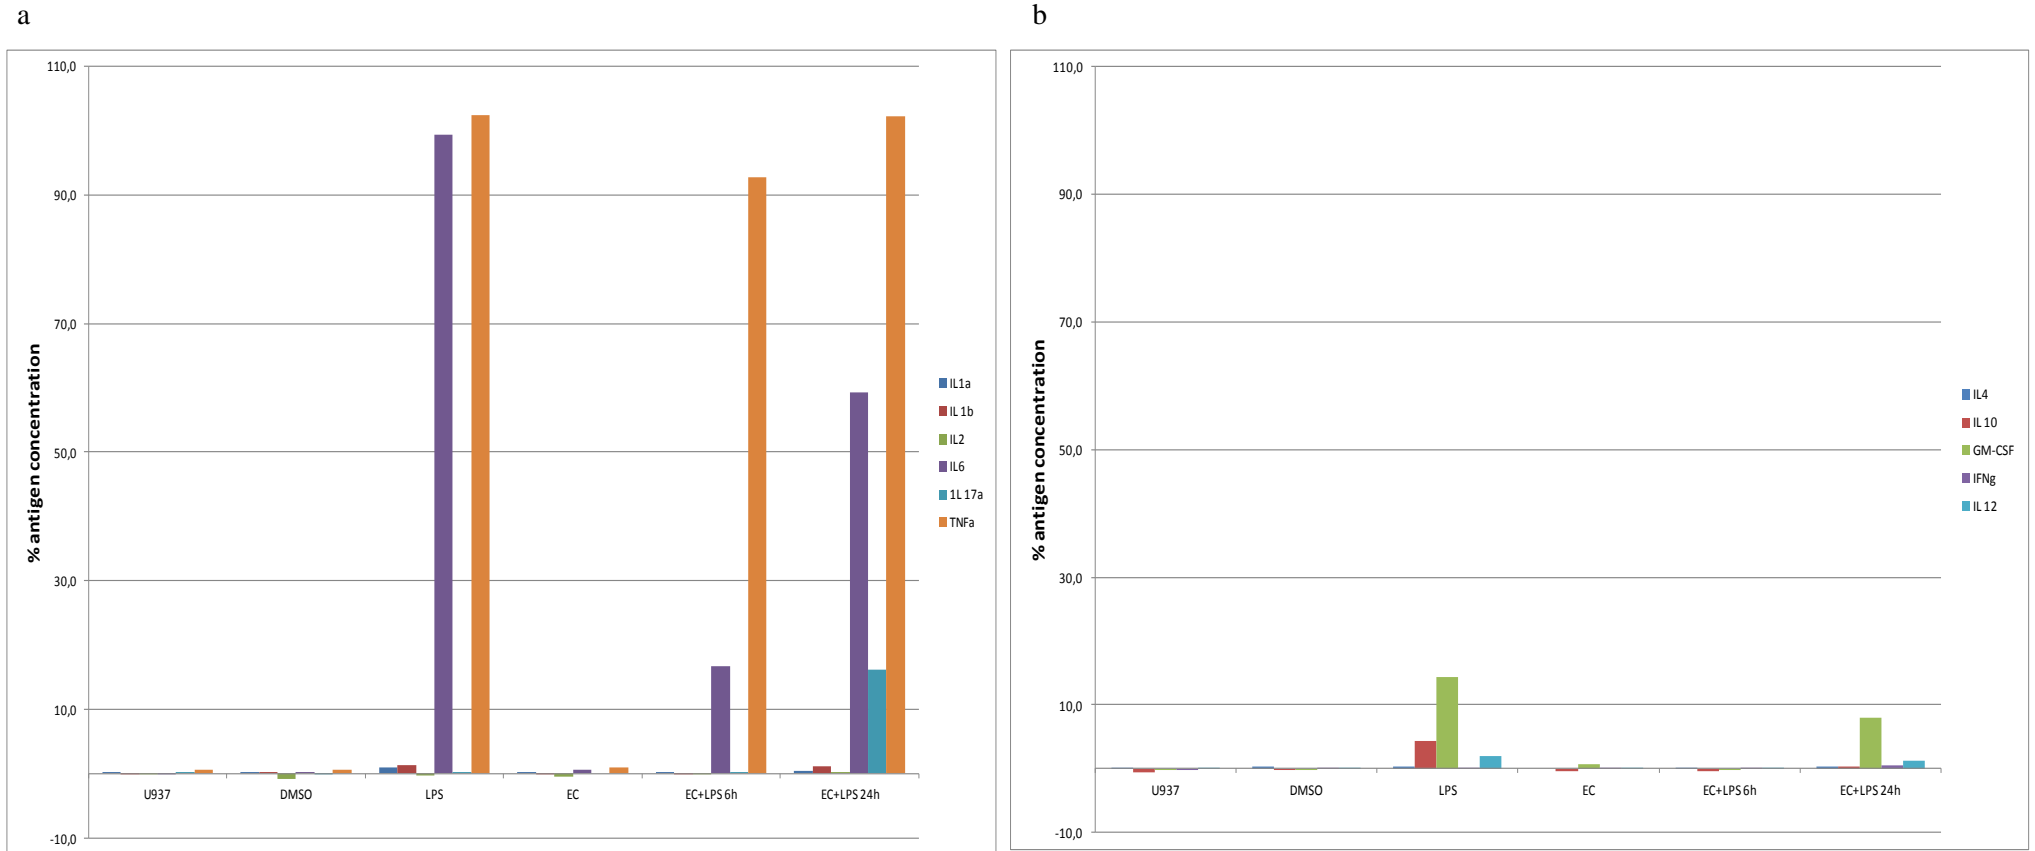 a
110,0
90,0
70,0
50,0
30,0
10,0
-10,0
% antigen concentration
U937 DMSO LPS EC EC+LPS 6h EC+LPS 24h
IL1a
IL 1b
IL2
IL6
1L 17a
TNFa
b
110,0
90,0
70,0
50,0
30,0
10,0
-10,0
% antigen concentration
U937 DMSO LPS EC EC+LPS 6h EC+LPS 24h
IL4
IL 10
GM-CSF
IFNg
IL 12